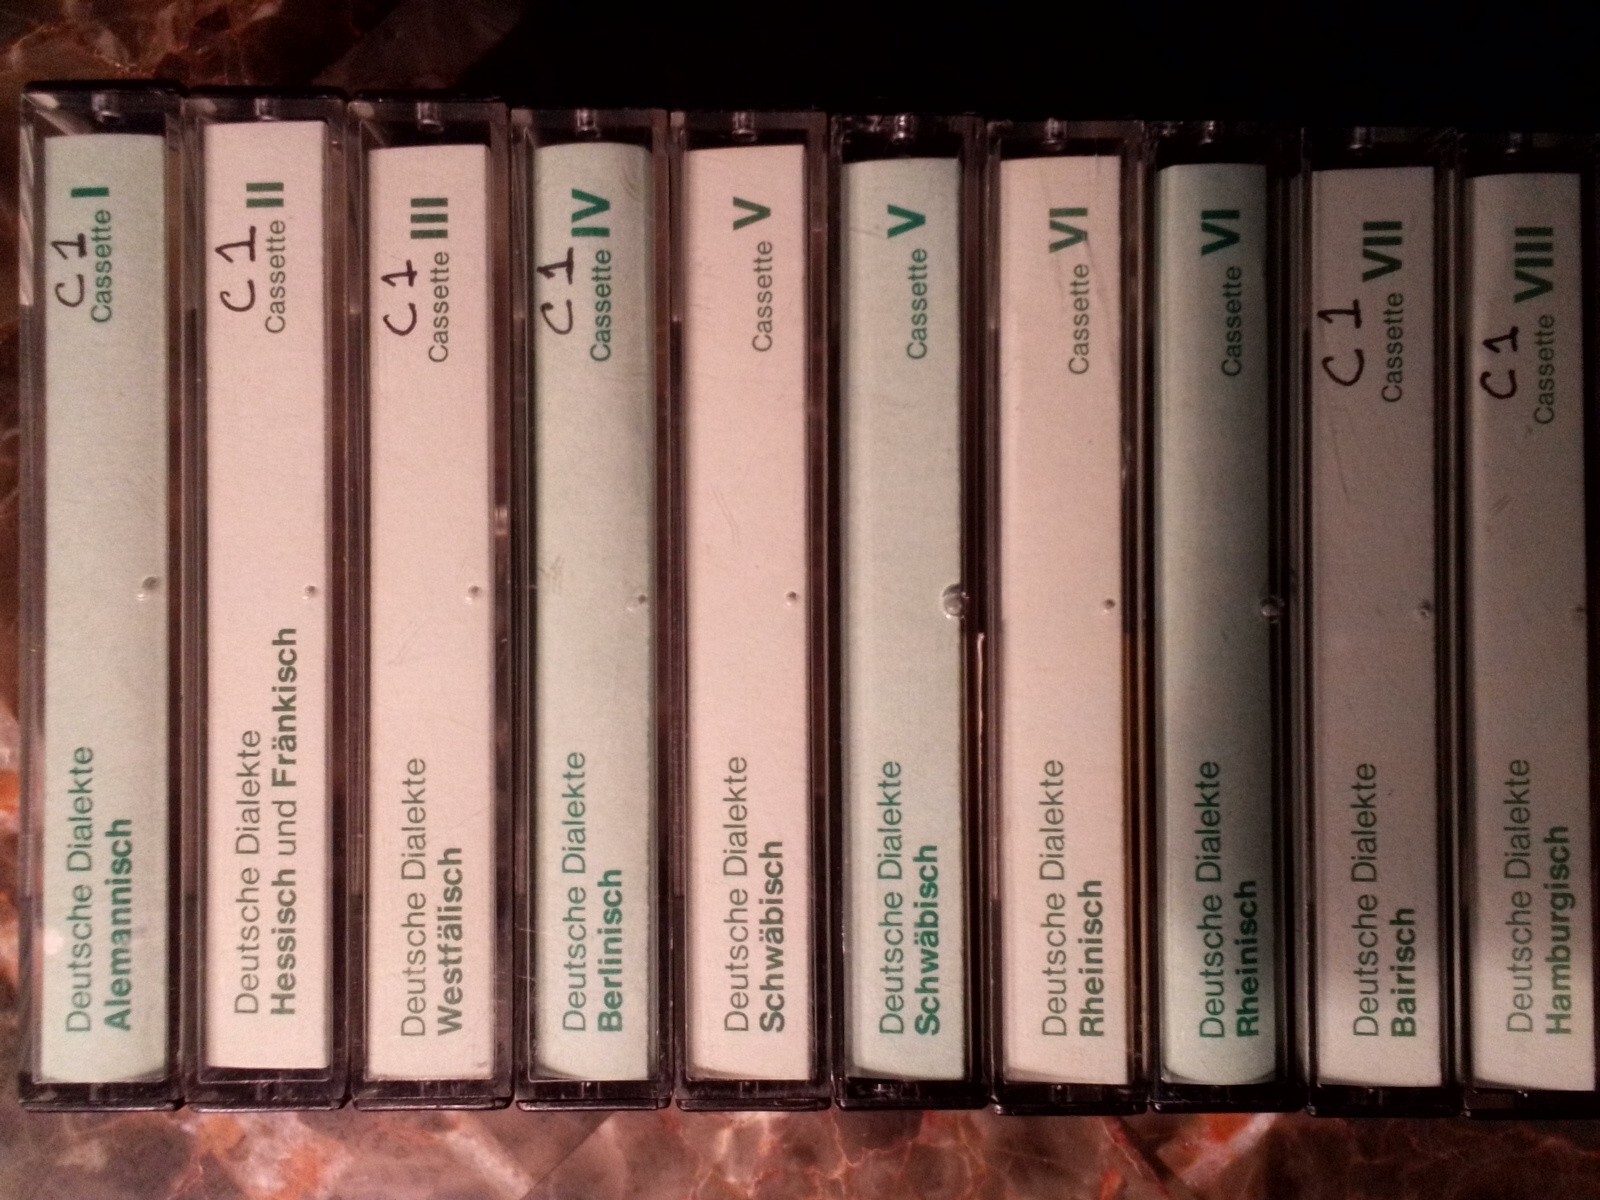 Deutsche Dialekte
Alemannisch
C 1
Cassette I
Deutsche Dialekte
Hessisch und Fränkisch
C 1
Cassette II
Deutsche Dialekte
Westfälisch
C 1
Cassette III
Deutsche Dialekte
Berlinisch
C 1
Cassette IV
Deutsche Dialekte
Schwäbisch
Cassette V
Deutsche Dialekte
Schwäbisch
Cassette V
Deutsche Dialekte
Rheinisch
Cassette VI
Deutsche Dialekte
Rheinisch
Cassette VI
Deutsche Dialekte
Bairisch
C 1
Cassette VII
Deutsche Dialekte
Hamburgisch
C 1
Cassette VIII